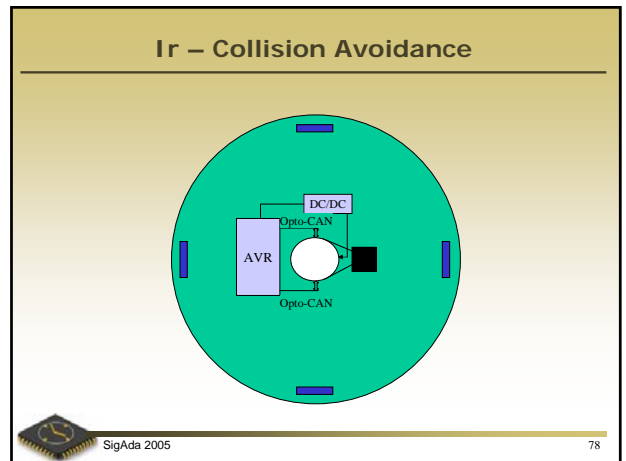 Ir – Collision Avoidance
DC/DC
Opto-CAN
AVR
Opto-CAN
SigAda 2005
78